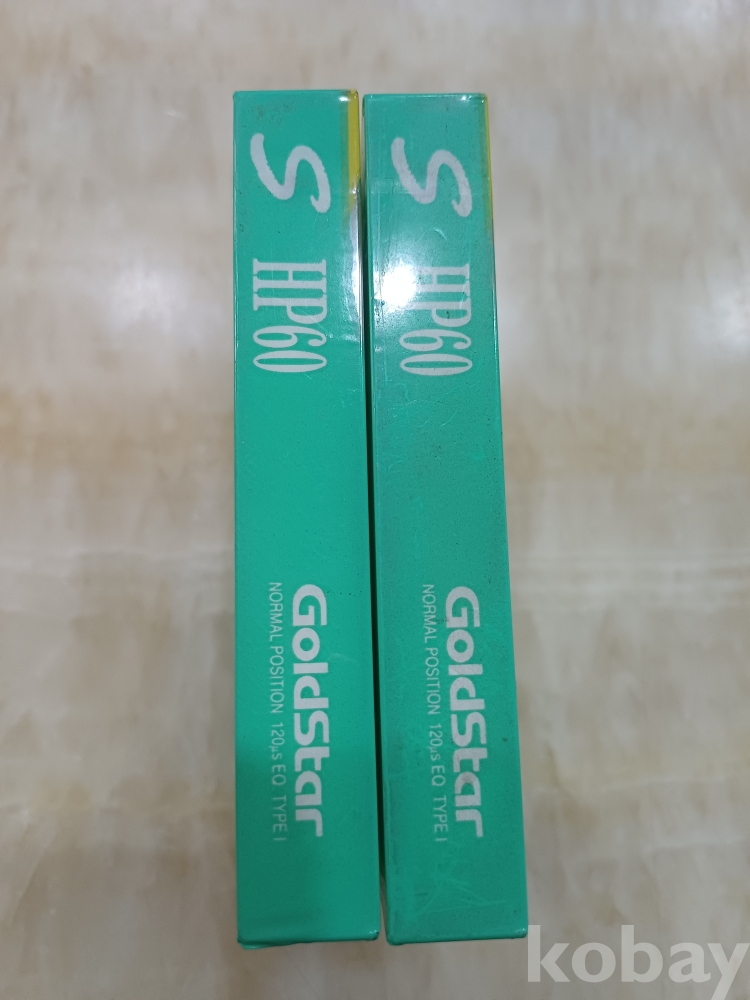 S HP60
GoldStar
NORMAL POSITION 120μs EQ TYPE I
S HP60
GoldStar
NORMAL POSITION 120μs EQ TYPE I
kobay